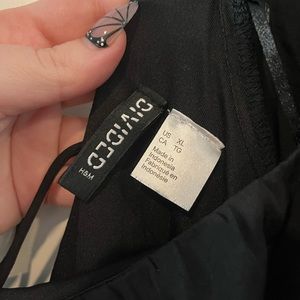 DIVIDED
H&M
US XL
CA TG
Made in
Indonesia
Fabriqué en
Indonésie